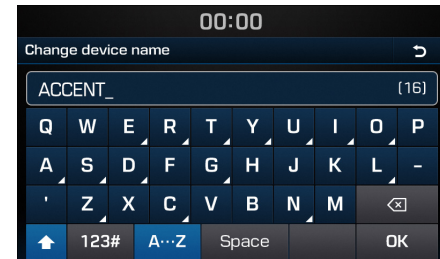 00:00
Change device name
ACCENT_ (16)
Q W E R T Y U I O P
A S D F G H J K L -
' Z X C V B N M
123# A···Z Space OK